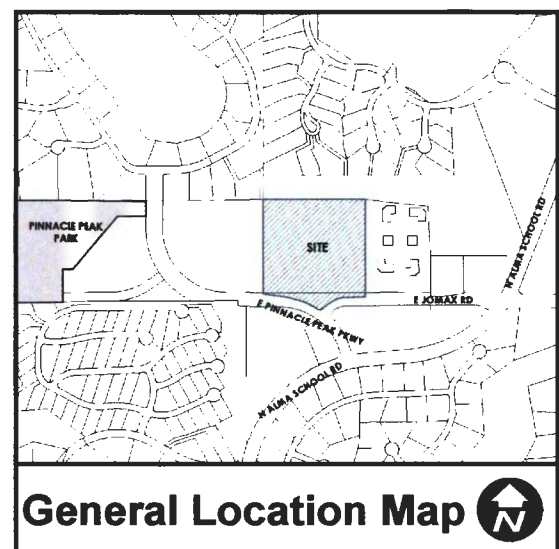 PINNACLE PEAK
PARK
SITE
N ALMA SCHOOL RD
E JOMAX RD
E PINNACLE PEAK PKWY
N ALMA SCHOOL RD
General Location Map
N